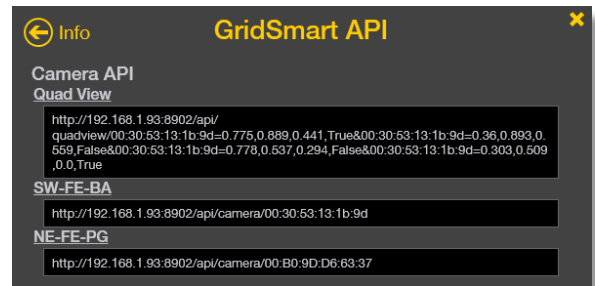 Info
GridSmart API
Camera API
Quad View
http://192.168.1.93:8902/api/
quadview/00:30:53:13:1b:9d=0.775,0.889,0.441,True&00:30:53:13:1b:9d=0.36,0.893,0.
559,False&00:30:53:13:1b:9d=0.778,0.537,0.294,False&00:30:53:13:1b:9d=0.303,0.509
,0.0,True
SW-FE-BA
http://192.168.1.93:8902/api/camera/00:30:53:13:1b:9d
NE-FE-PG
http://192.168.1.93:8902/api/camera/00:B0:9D:D6:63:37